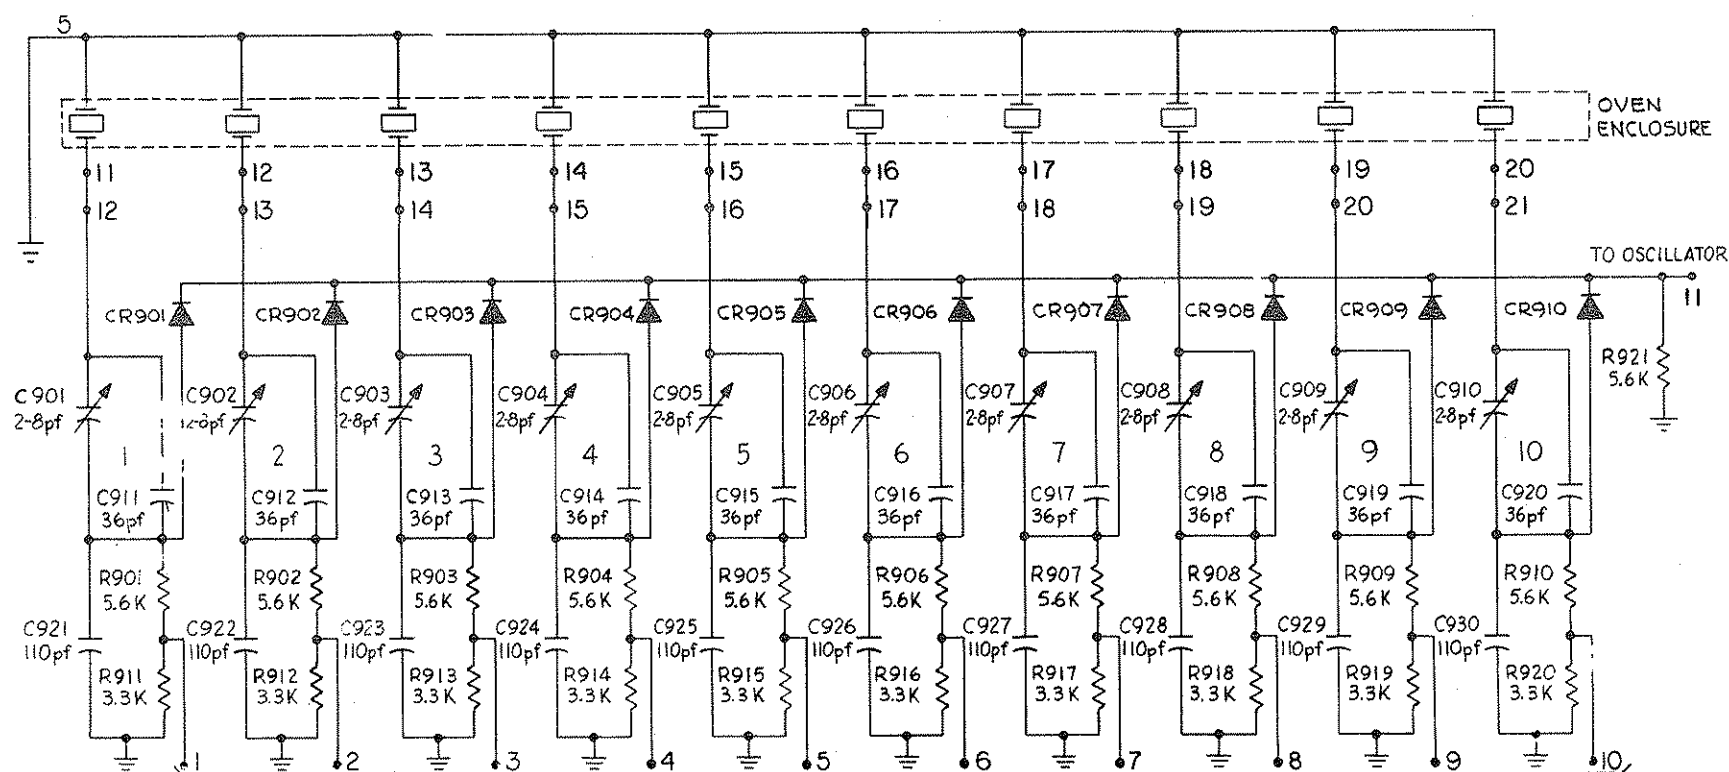 5
OVEN
ENCLOSURE
11 12 13 14 15 16 17 18 19 20
12 13 14 15 16 17 18 19 20 21
TO OSCILLATOR
11
CR901 CR902 CR903 CR904 CR905 CR906 CR907 CR908 CR909 CR910
R921
5.6K
C901 C902 C903 C904 C905 C906 C907 C908 C909 C910
2-8pf 2-8pf 2-8pf 2-8pf 2-8pf 2-8pf 2-8pf 2-8pf 2-8pf
1 2 3 4 5 6 7 8 9 10
C911 C912 C913 C914 C915 C916 C917 C918 C919 C920
36pf 36pf 36pf 36pf 36pf 36pf 36pf 36pf 36pf 36pf
R901 R902 R903 R904 R905 R906 R907 R908 R909 R910
5.6K 5.6K 5.6K 5.6K 5.6K 5.6K 5.6K 5.6K 5.6K 5.6K
C921 C922 C923 C924 C925 C926 C927 C928 C929 C930
110pf 110pf 110pf 110pf 110pf 110pf 110pf 110pf 110pf 110pf
R911 R912 R913 R914 R915 R916 R917 R918 R919 R920
3.3K 3.3K 3.3K 3.3K 3.3K 3.3K 3.3K 3.3K 3.3K 3.3K
1 2 3 4 5 6 7 8 9 10